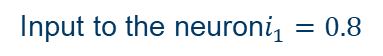 Input to the neuron𝑖₁ = 0.8